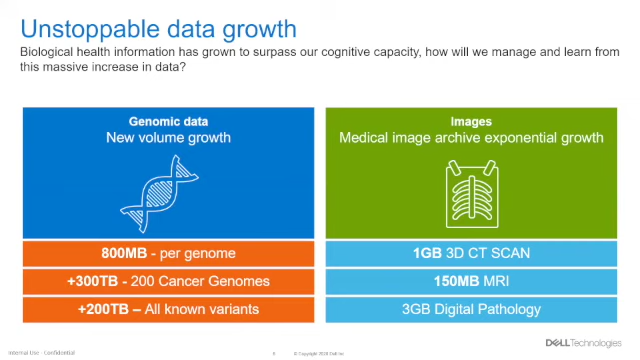 Unstoppable data growth
Biological health information has grown to surpass our cognitive capacity, how will we manage and learn from
this massive increase in data?
Genomic data
New volume growth
800MB - per genome
+300TB - 200 Cancer Genomes
+200TB – All known variants
Images
Medical image archive exponential growth
1GB 3D CT SCAN
150MB MRI
3GB Digital Pathology
Internal Use - Confidential
© Copyright 2020 Dell Inc
DELLTechnologies